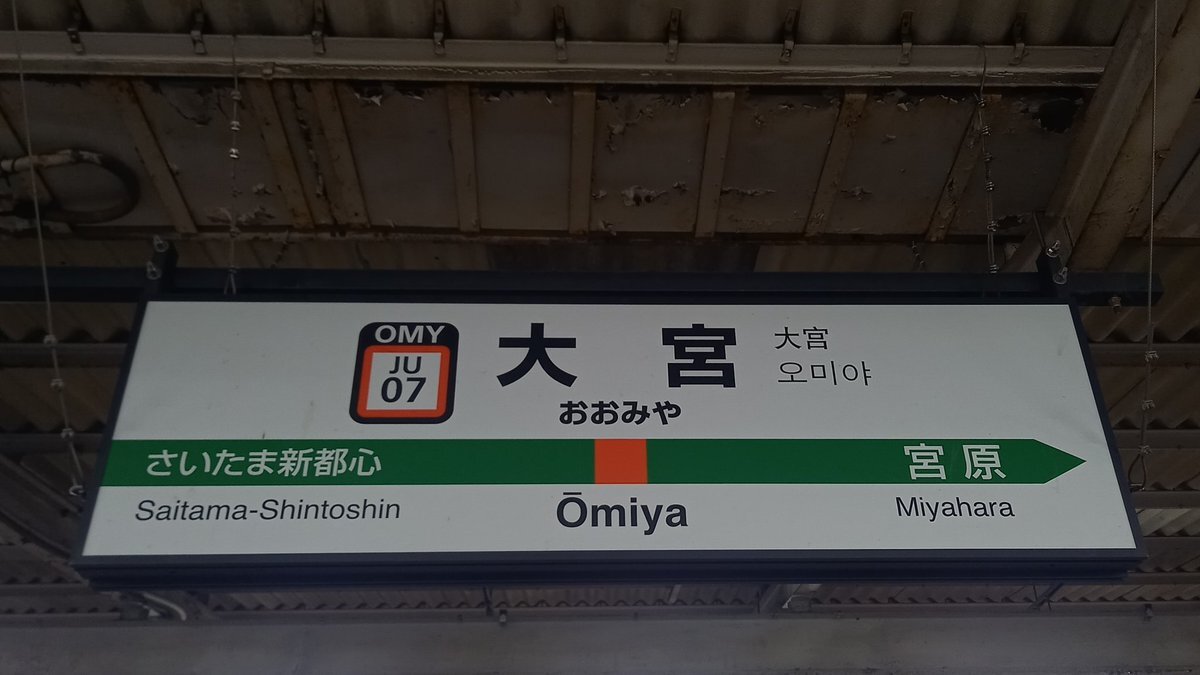 OMY
JU
07
大宮
おおみや
大宫
오미야
さいたま新都心
宮原
Saitama-Shintoshin
Ōmiya
Miyahara